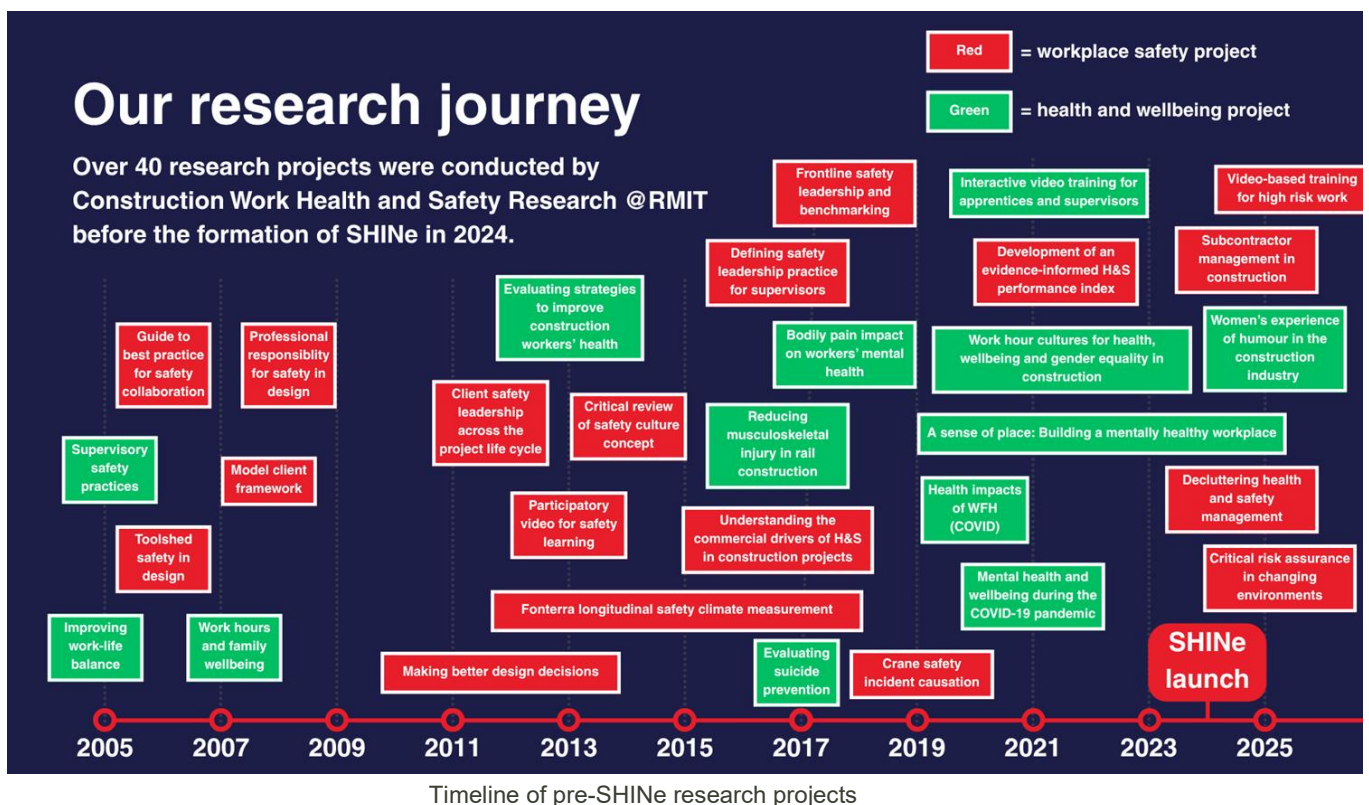 Our research journey
Over 40 research projects were conducted by
Construction Work Health and Safety Research @RMIT
before the formation of SHINe in 2024.
Red
= workplace safety project
Green
= health and wellbeing project
Guide to
best practice
for safety
collaboration
Supervisory
safety
practices
Toolshed
safety in
design
Improving
work-life
balance
Professional
responsiblity
for safety in
design
Model client
framework
Work hours
and family
wellbeing
Evaluating strategies
to improve
construction
workers' health
Client safety
leadership
across the
project life cycle
Critical review
of safety culture
concept
Participatory
video for safety
learning
Fonterra longitudinal safety climate measurement
Making better design decisions
Frontline safety
leadership and
benchmarking
Defining safety
leadership practice
for supervisors
Bodily pain impact
on workers' mental
health
Reducing
musculoskeletal
injury in rail
construction
Understanding the
commercial drivers of H&S
in construction projects
Evaluating
suicide
prevention
Crane safety
incident causation
Interactive video training for
apprentices and supervisors
Development of an
evidence-informed H&S
performance index
Work hour cultures for health,
wellbeing and gender equality in
construction
A sense of place: Building a mentally healthy workplace
Health impacts
of WFH
(COVID)
Mental health and
wellbeing during the
COVID-19 pandemic
Video-based training
for high risk work
Subcontractor
management in
construction
Women's experience
of humour in the
construction
industry
Decluttering health
and safety
management
Critical risk assurance
in changing
environments
SHINe
launch
2005 2007 2009 2011 2013 2015 2017 2019 2021 2023 2025
Timeline of pre-SHINe research projects